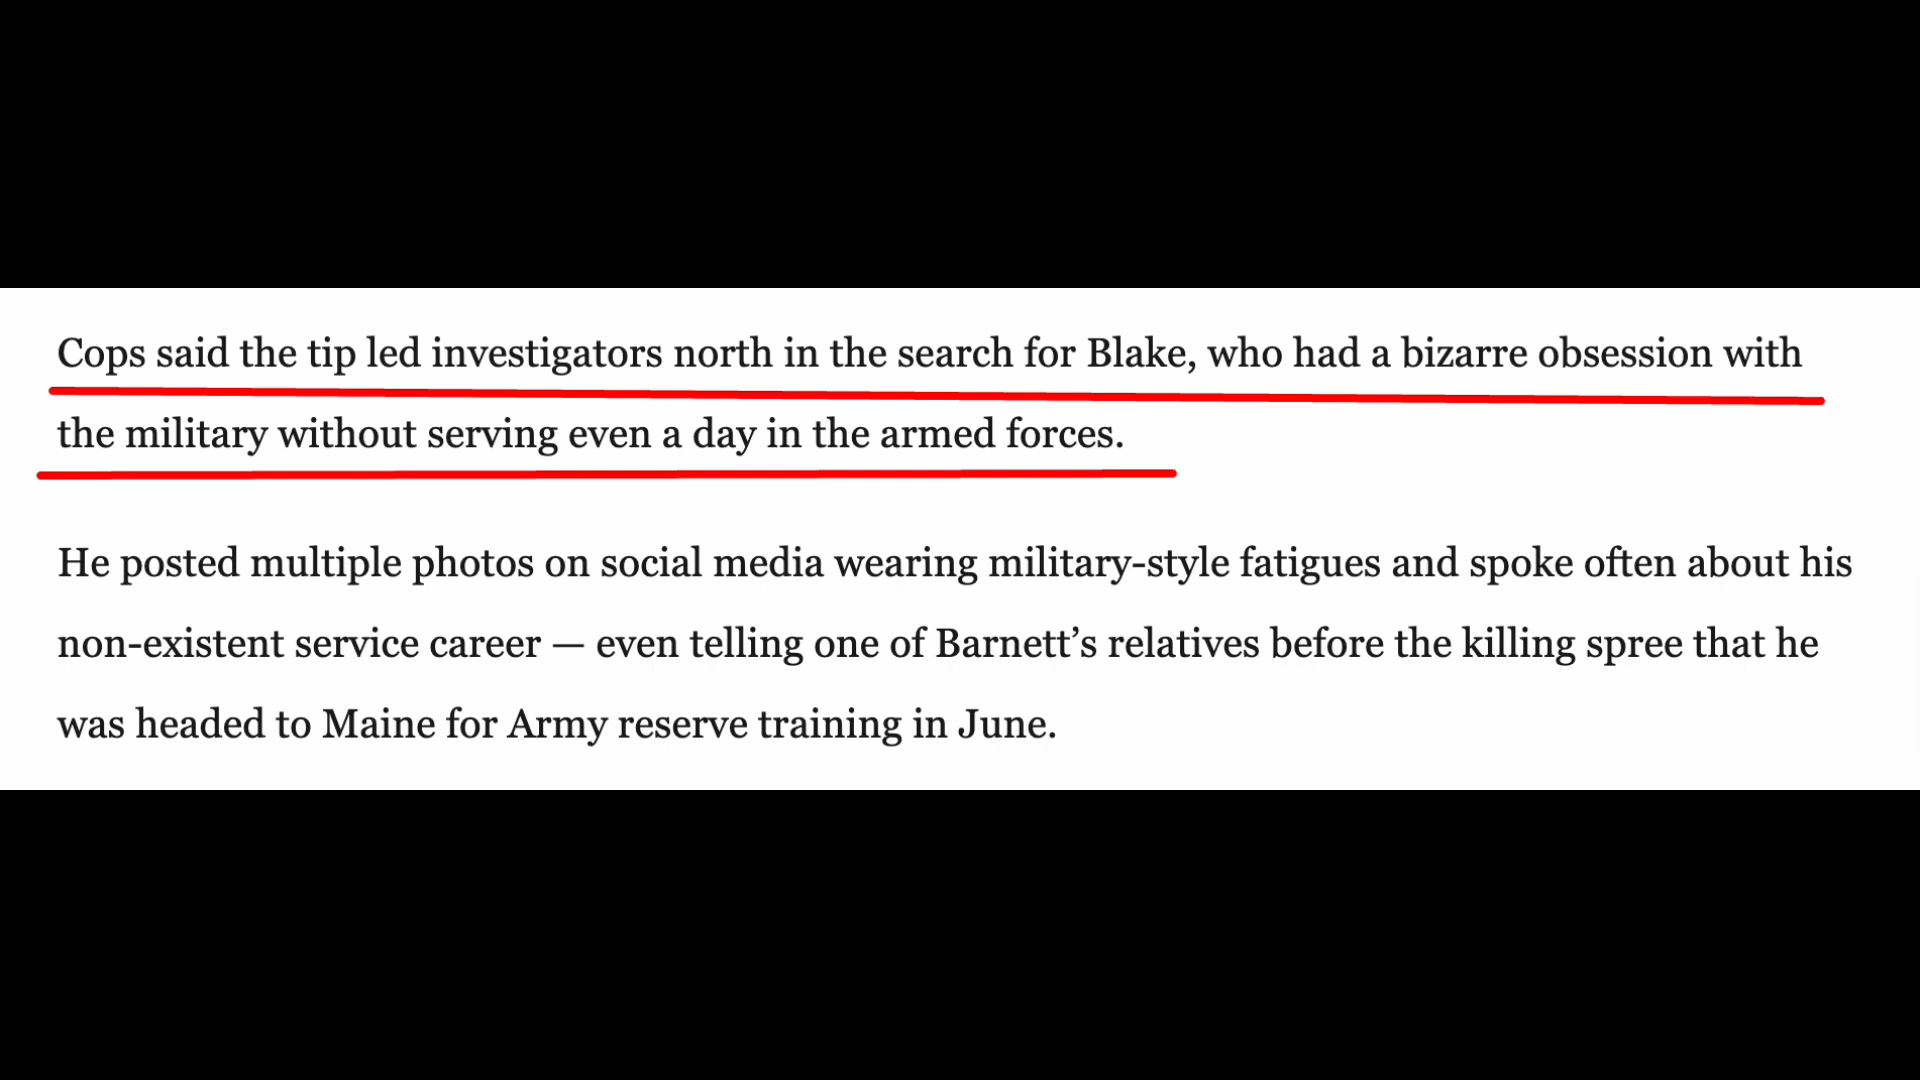 Cops said the tip led investigators north in the search for Blake, who had a bizarre obsession with
the military without serving even a day in the armed forces.
He posted multiple photos on social media wearing military-style fatigues and spoke often about his
non-existent service career — even telling one of Barnett’s relatives before the killing spree that he
was headed to Maine for Army reserve training in June.